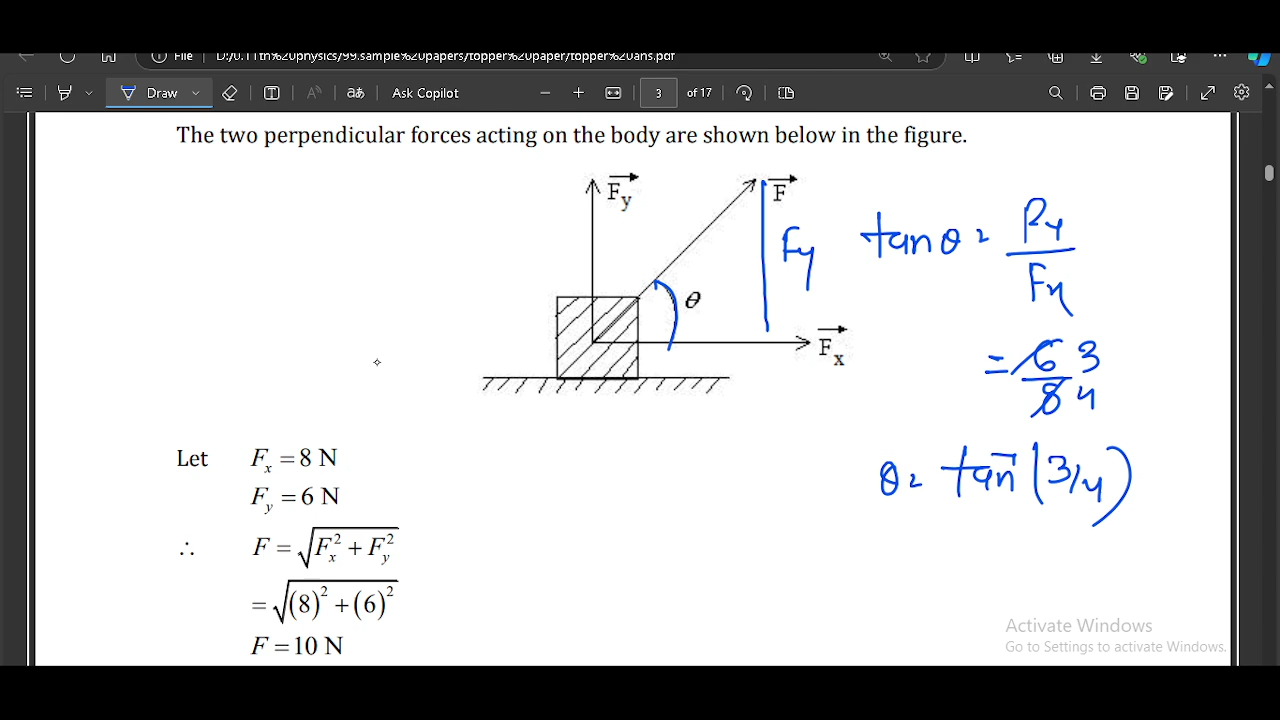 File D:/0.11th%20physics/99.sample%20papers/topper%20paper/topper%20ans.pdf
Draw aあ Ask Copilot 3 of 17
The two perpendicular forces acting on the body are shown below in the figure.
F⃗y F⃗
Fy tanθ = Fy/Fx
θ
F⃗x
= 6/8 3/4
θ = tan⁻(3/4)
Let Fx = 8 N
Fy = 6 N
∴ F = √(Fx² + Fy²)
= √((8)² + (6)²)
F = 10 N
Activate Windows
Go to Settings to activate Windows.